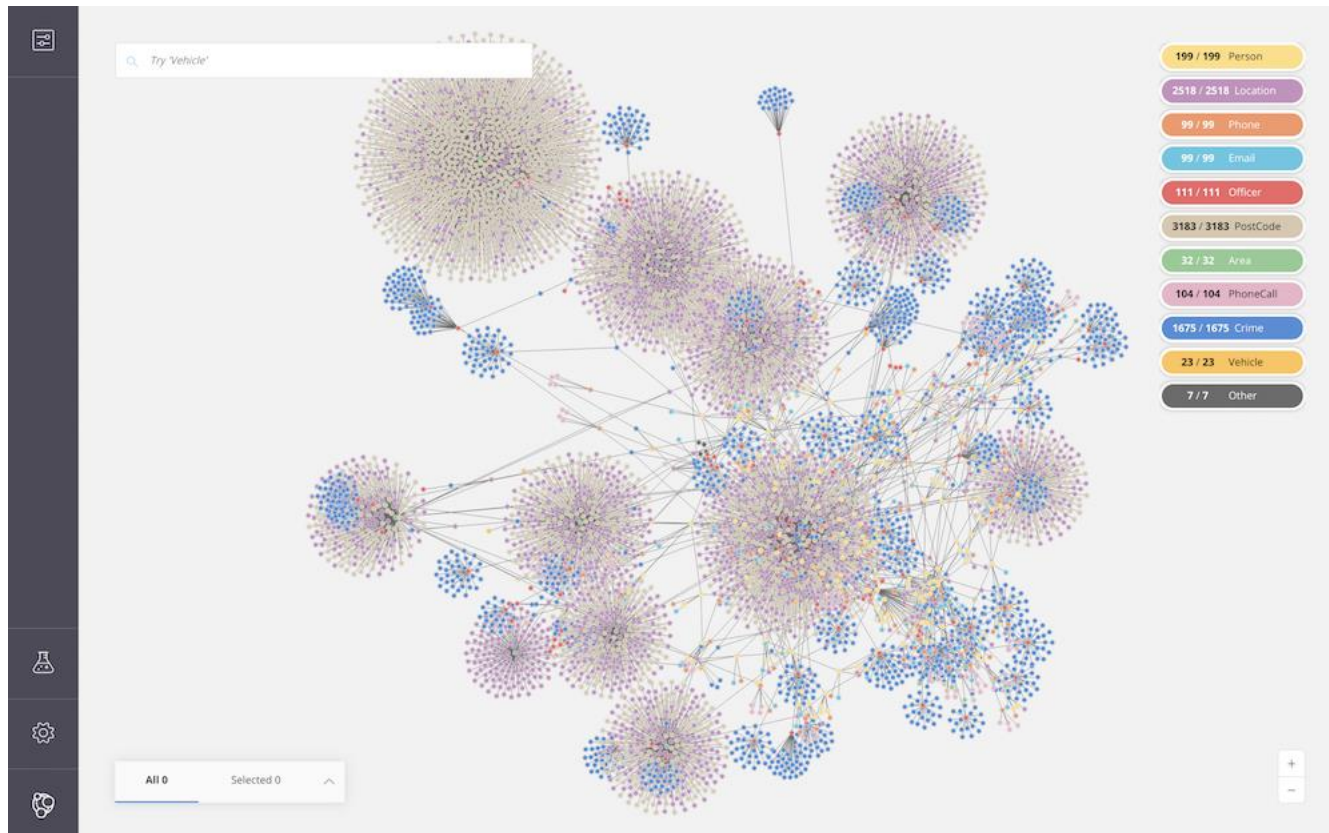 Try 'Vehicle'
199 / 199 Person
2518 / 2518 Location
99 / 99 Phone
99 / 99 Email
111 / 111 Officer
3183 / 3183 PostCode
32 / 32 Area
104 / 104 PhoneCall
1675 / 1675 Crime
23 / 23 Vehicle
7 / 7 Other
All 0 Selected 0
+
−